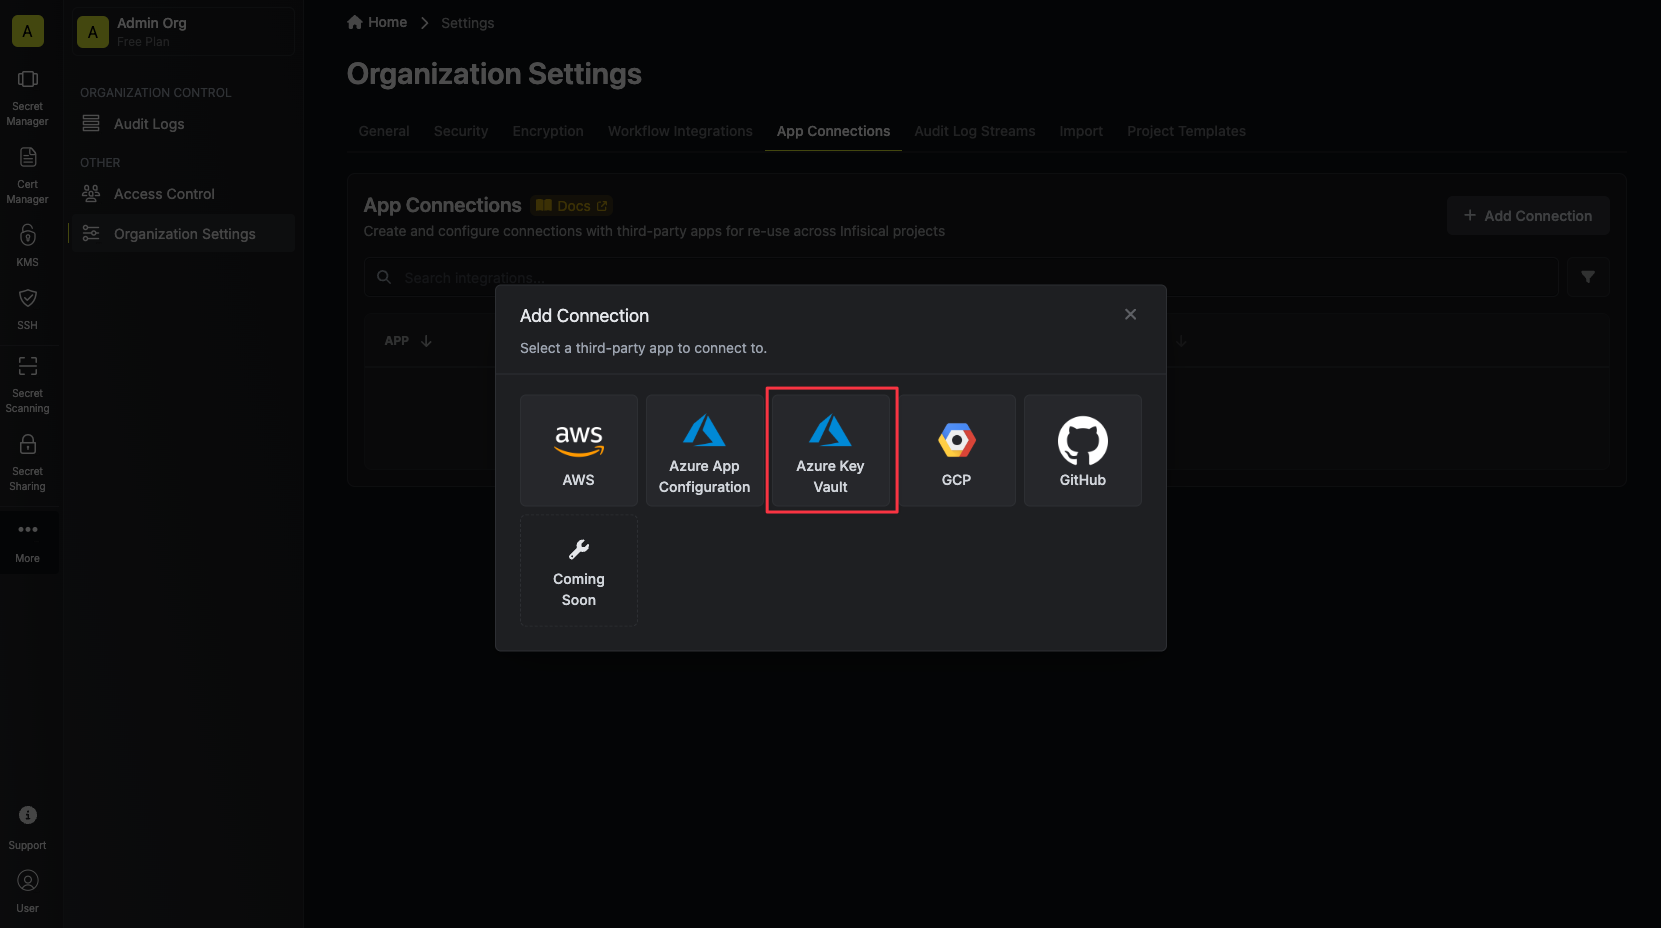 A
Secret
Manager
Cert
Manager
KMS
SSH
Secret
Scanning
Secret
Sharing
More
Support
User
A
Admin Org
Free Plan
ORGANIZATION CONTROL
Audit Logs
OTHER
Access Control
Organization Settings
Home
Settings
Organization Settings
General
Security
Encryption
Workflow Integrations
App Connections
Audit Log Streams
Import
Project Templates
App Connections
Docs
Create and configure connections with third-party apps for re-use across Infisical projects
Add Connection
Search integrations...
APP
Add Connection
Select a third-party app to connect to.
aws
AWS
Azure App
Configuration
Azure Key
Vault
GCP
GitHub
Coming
Soon